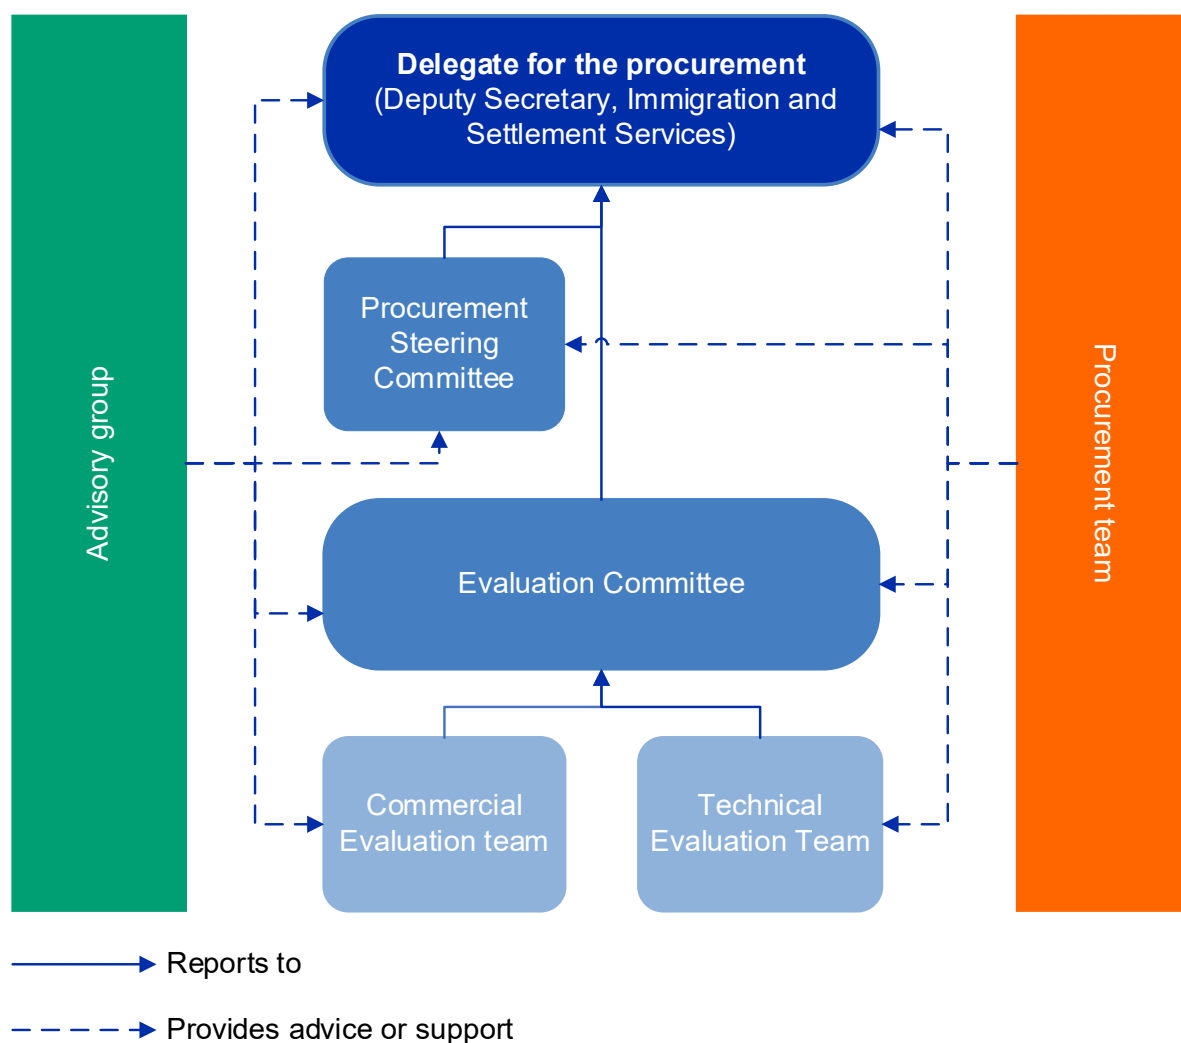 Delegate for the procurement
(Deputy Secretary, Immigration and
Settlement Services)
Procurement
Steering
Committee
Advisory group
Procurement team
Evaluation Committee
Commercial
Evaluation team
Technical
Evaluation Team
Reports to
Provides advice or support